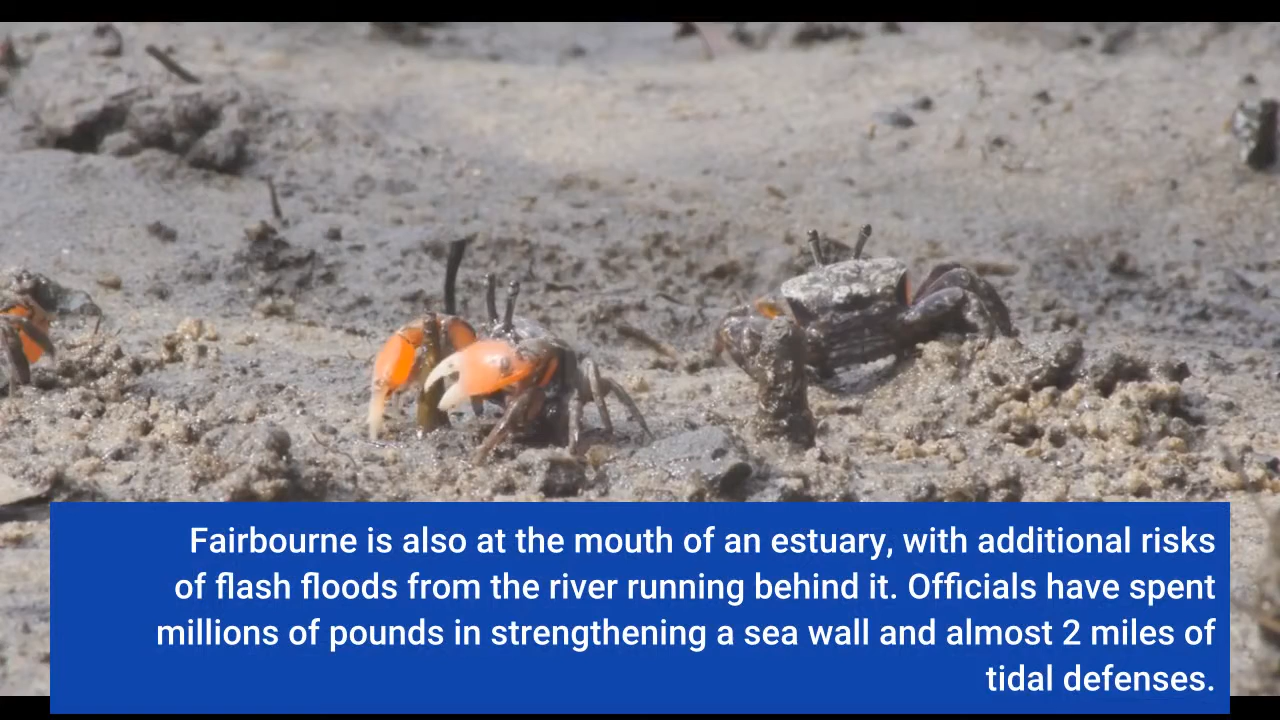 Fairbourne is also at the mouth of an estuary, with additional risks
of flash floods from the river running behind it. Officials have spent
millions of pounds in strengthening a sea wall and almost 2 miles of
tidal defenses.